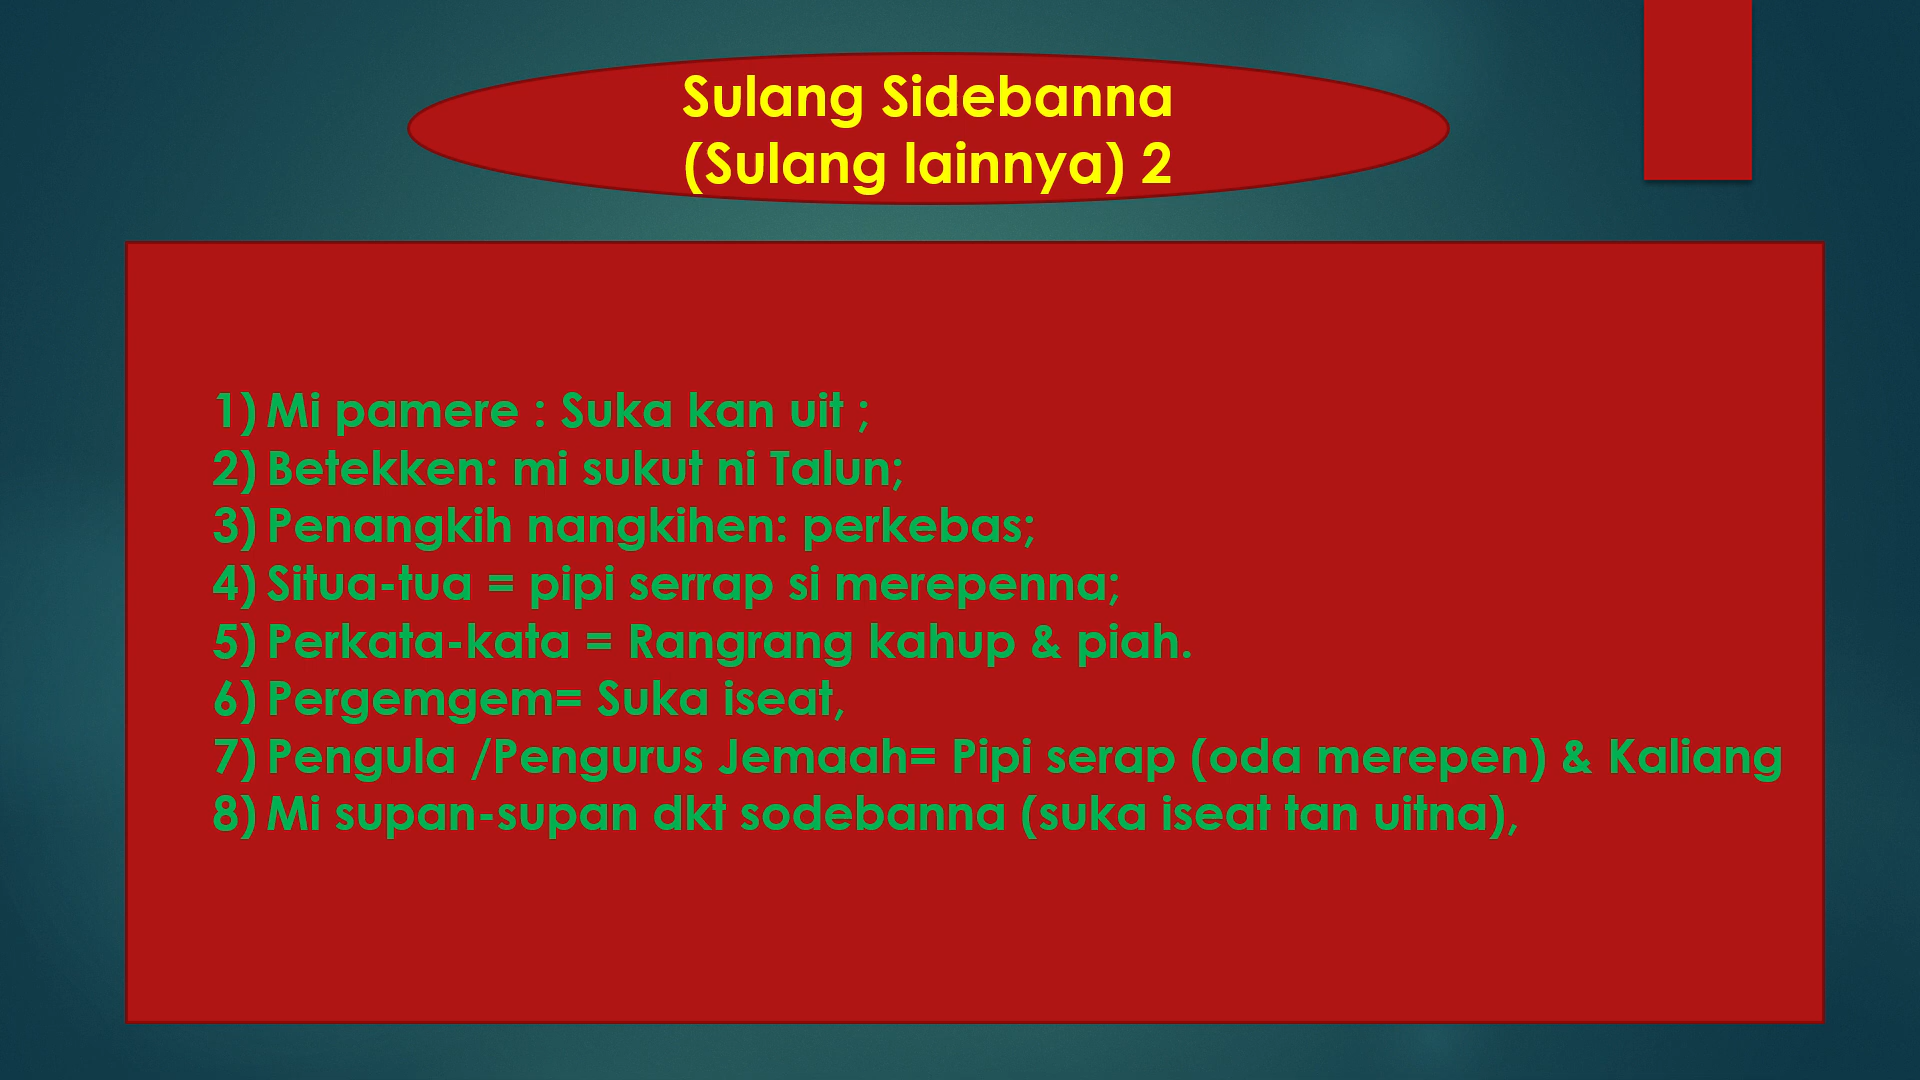 Sulang Sidebanna
(Sulang lainnya) 2
1) Mi pamere : Suka kan uit ;
2) Betekken: mi sukut ni Talun;
3) Penangkih nangkihen: perkebas;
4) Situa-tua = pipi serrap si merepenna;
5) Perkata-kata = Rangrang kahup & piah.
6) Pergemgem= Suka iseat,
7) Pengula /Pengurus Jemaah= Pipi serap (oda merepen) & Kaliang
8) Mi supan-supan dkt sodebanna (suka iseat tan uitna),